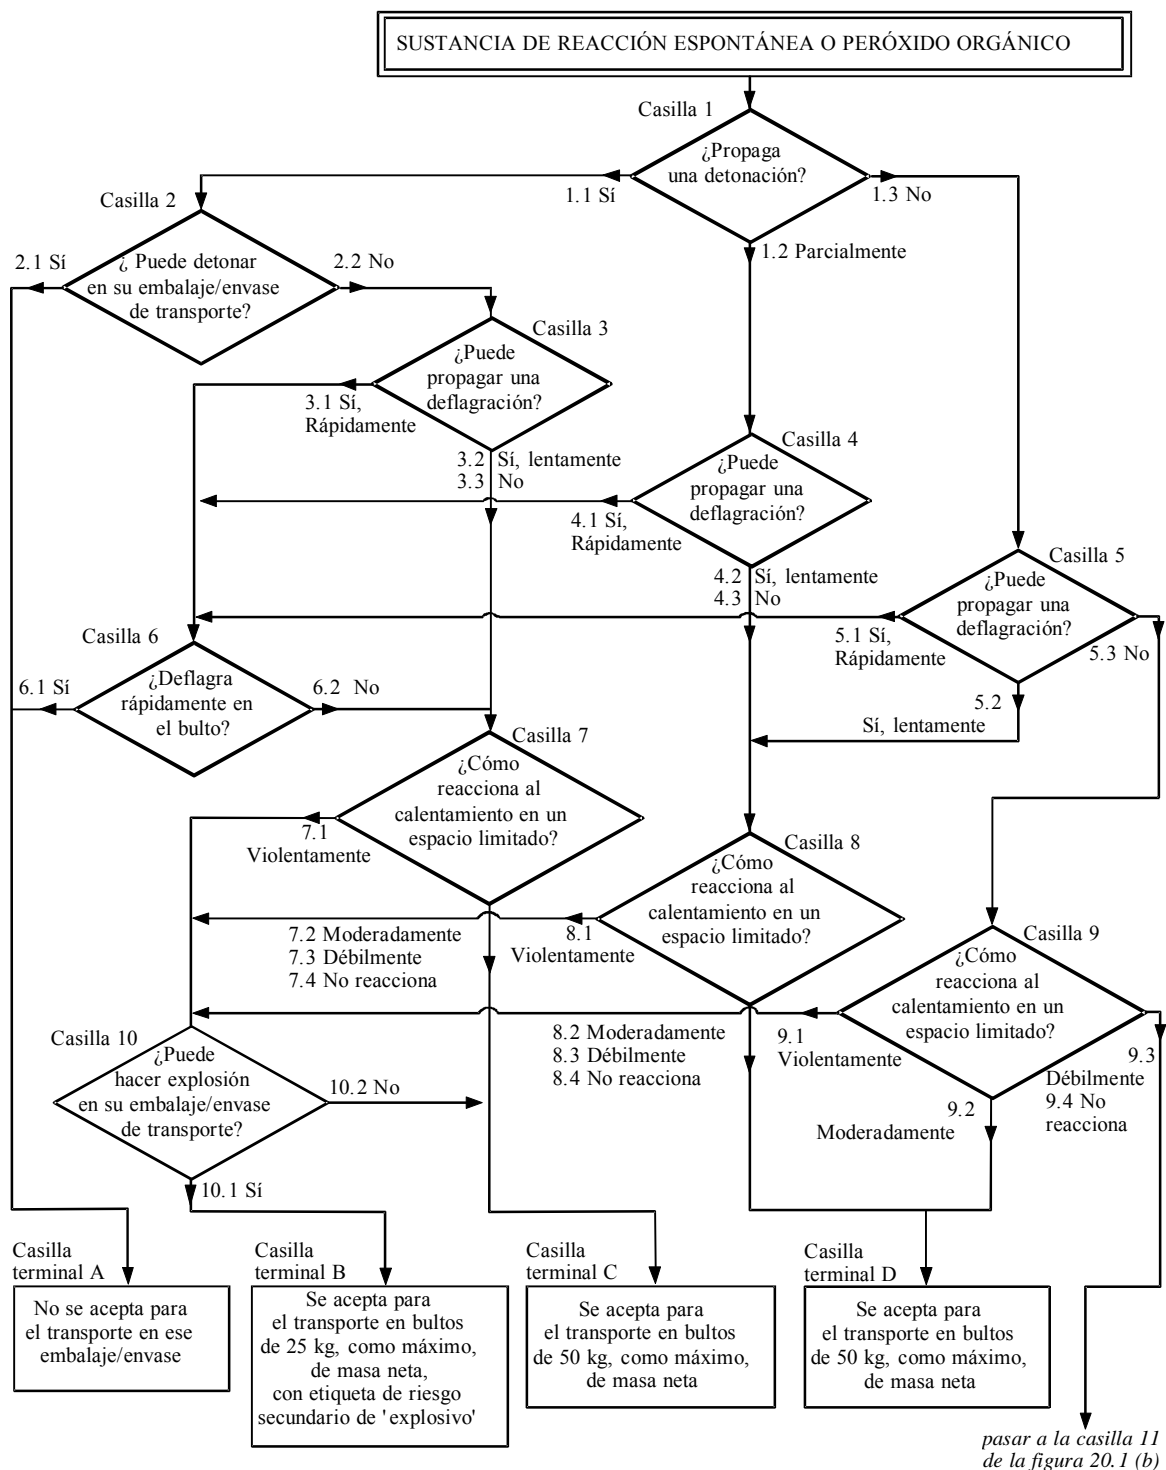 SUSTANCIA DE REACCIÓN ESPONTÁNEA O PERÓXIDO ORGÁNICO
Casilla 1
¿Propaga
una detonación?
1.1 Sí
1.3 No
1.2 Parcialmente
Casilla 2
2.1 Sí
2.2 No
¿ Puede detonar
en su embalaje/envase
de transporte?
Casilla 3
¿Puede
propagar una
deflagración?
3.1 Sí,
Rápidamente
3.2 Sí, lentamente
3.3 No
Casilla 4
¿Puede
propagar una
deflagración?
4.1 Sí,
Rápidamente
4.2 Sí, lentamente
4.3 No
Casilla 5
¿Puede
propagar una
deflagración?
5.1 Sí,
Rápidamente
5.3 No
5.2
Sí, lentamente
Casilla 6
6.1 Sí
6.2 No
¿Deflagra
rápidamente en
el bulto?
Casilla 7
¿Cómo
reacciona al
calentamiento en un
espacio limitado?
7.1
Violentamente
7.2 Moderadamente
7.3 Débilmente
7.4 No reacciona
Casilla 8
¿Cómo
reacciona al
calentamiento en un
espacio limitado?
8.1
Violentamente
8.2 Moderadamente
8.3 Débilmente
8.4 No reacciona
Casilla 9
¿Cómo
reacciona al
calentamiento en un
espacio limitado?
9.1
Violentamente
9.3
Débilmente
9.4 No
reacciona
9.2
Moderadamente
Casilla 10
¿Puede
hacer explosión
en su embalaje/envase
de transporte?
10.2 No
10.1 Sí
Casilla
terminal A
No se acepta para
el transporte en ese
embalaje/envase
Casilla
terminal B
Se acepta para
el transporte en bultos
de 25 kg, como máximo,
de masa neta,
con etiqueta de riesgo
secundario de 'explosivo'
Casilla
terminal C
Se acepta para
el transporte en bultos
de 50 kg, como máximo,
de masa neta
Casilla
terminal D
Se acepta para
el transporte en bultos
de 50 kg, como máximo,
de masa neta
pasar a la casilla 11
de la figura 20.1 (b)